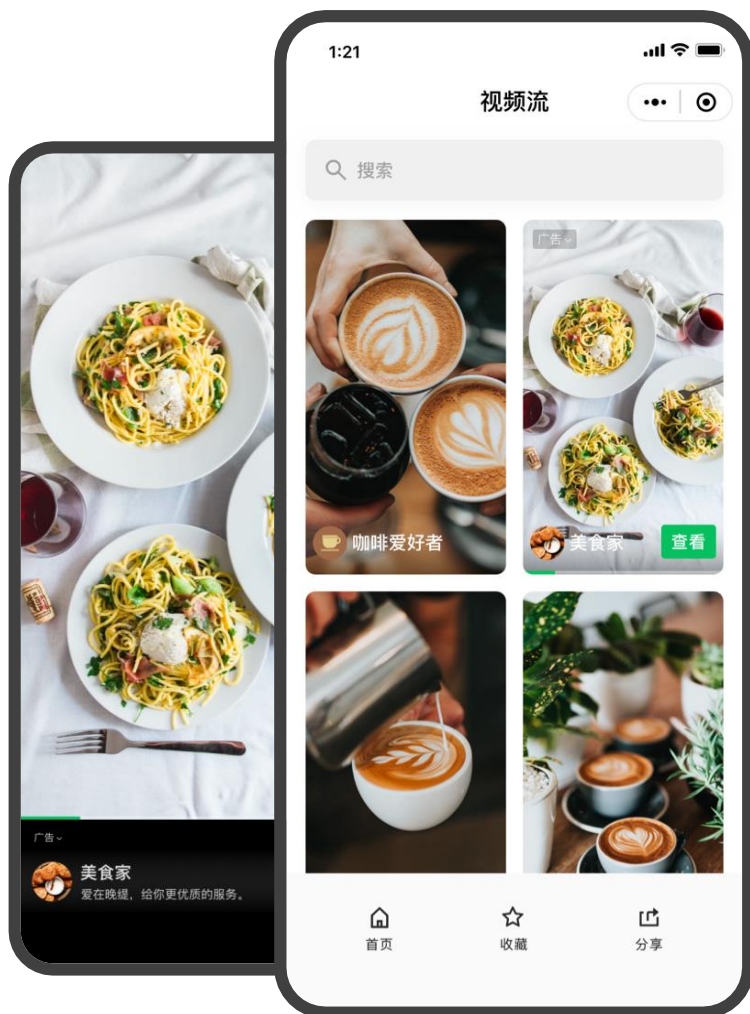 1:21
视频流
搜索
广告
咖啡爱好者
美食家
查看
首页
收藏
分享
广告
美食家
爱在晚缇，给你更优质的服务。